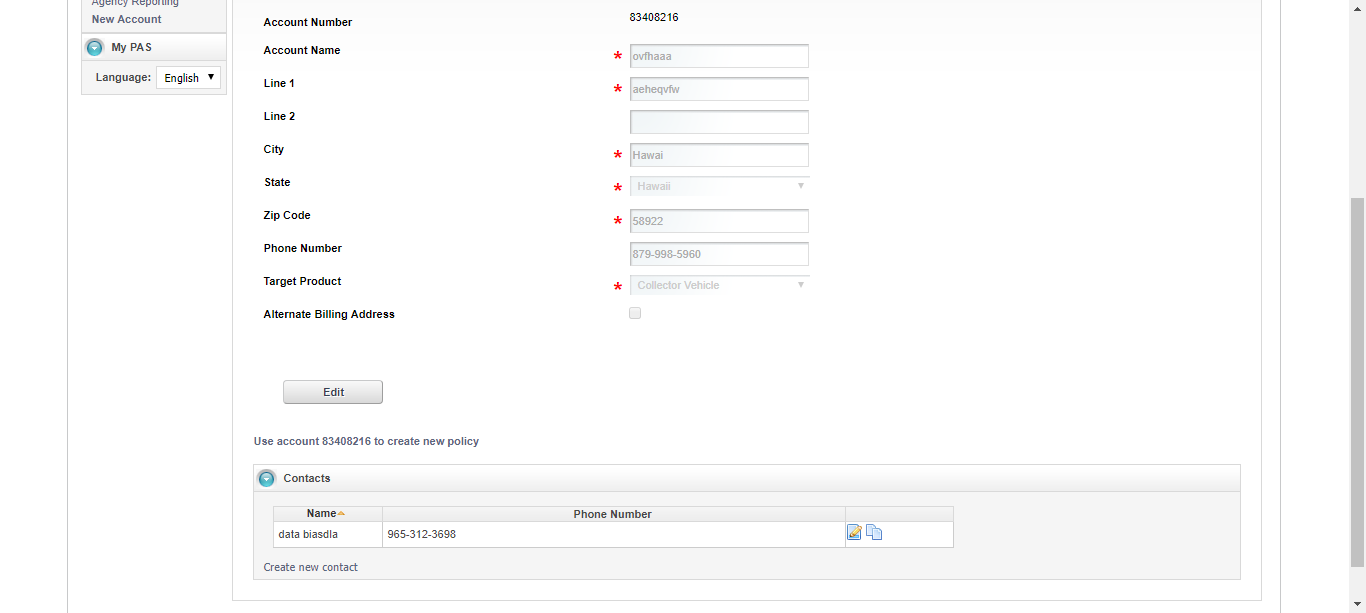 Agency Reporting
New Account
My PAS
Language: English
Account Number 83408216
Account Name * ovfhaaa
Line 1 * aeheqvfw
Line 2
City * Hawai
State * Hawaii
Zip Code * 58922
Phone Number 879-998-5960
Target Product * Collector Vehicle
Alternate Billing Address
Edit
Use account 83408216 to create new policy
Contacts
Name Phone Number
data biasdla 965-312-3698
Create new contact